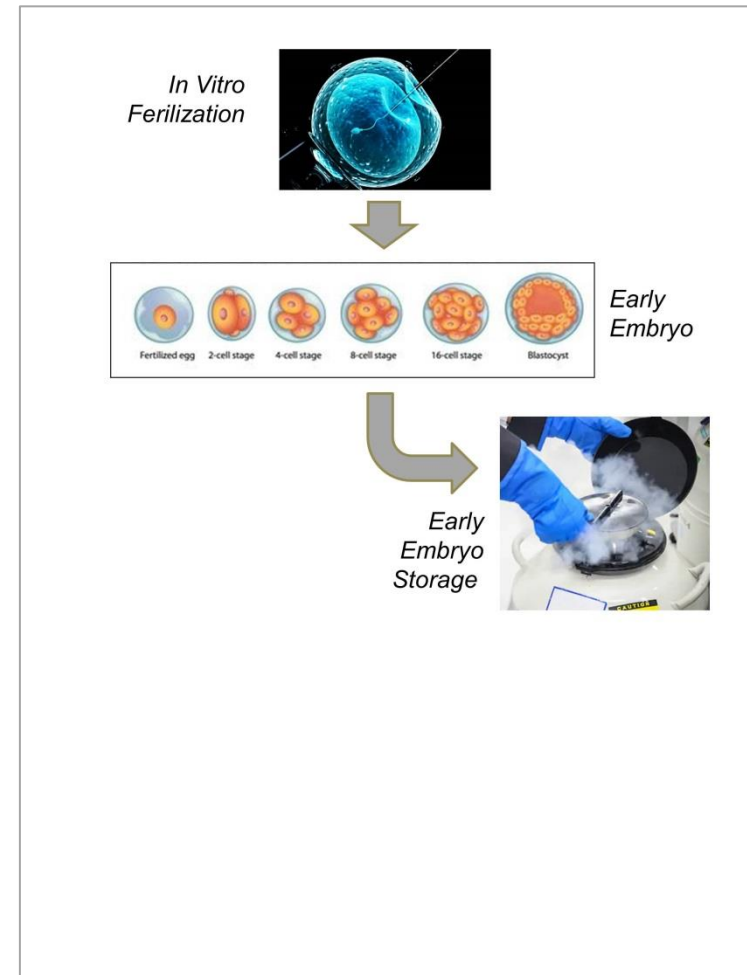 In Vitro
Ferilization
Fertilized egg 2-cell stage 4-cell stage 8-cell stage 16-cell stage Blastocyst
Early
Embryo
Early
Embryo
Storage
CAUTION